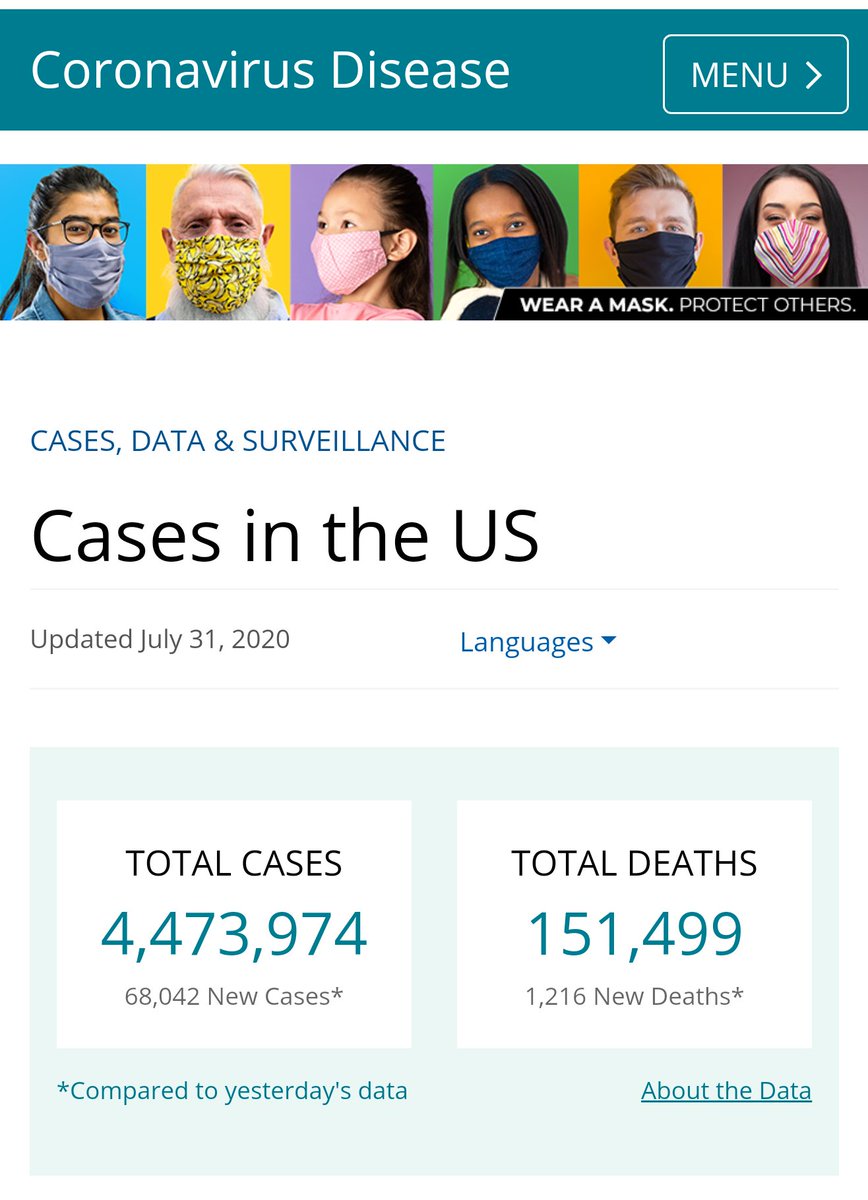 Coronavirus Disease
MENU
WEAR A MASK. PROTECT OTHERS.
CASES, DATA & SURVEILLANCE
Cases in the US
Updated July 31, 2020
Languages
TOTAL CASES
4,473,974
68,042 New Cases*
TOTAL DEATHS
151,499
1,216 New Deaths*
*Compared to yesterday's data
About the Data